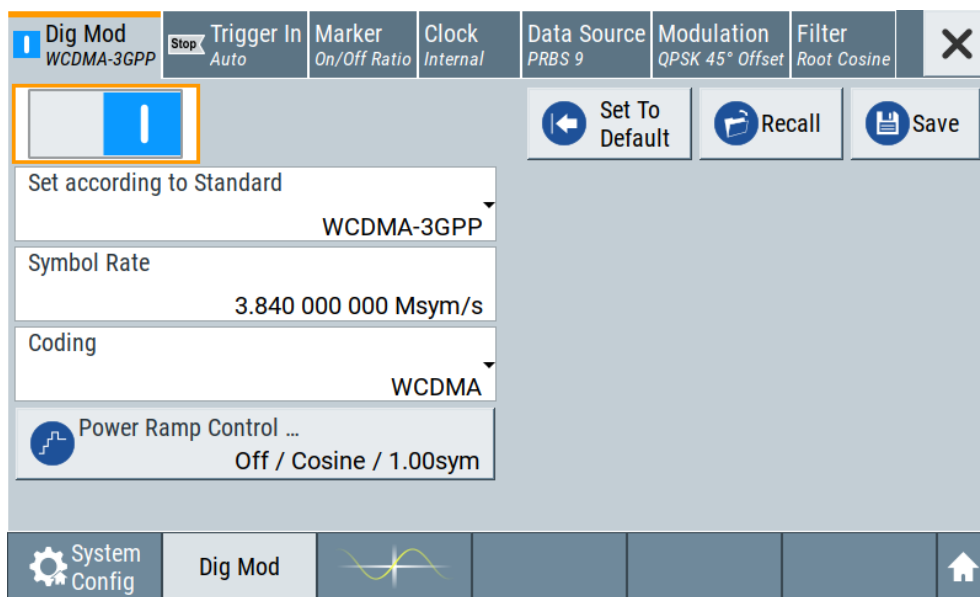 Dig Mod
WCDMA-3GPP
Stop
Trigger In
Auto
Marker
On/Off Ratio
Clock
Internal
Data Source
PRBS 9
Modulation
QPSK 45° Offset
Filter
Root Cosine
Set To
Default
Recall
Save
Set according to Standard
WCDMA-3GPP
Symbol Rate
3.840 000 000 Msym/s
Coding
WCDMA
Power Ramp Control ...
Off / Cosine / 1.00sym
System
Config
Dig Mod